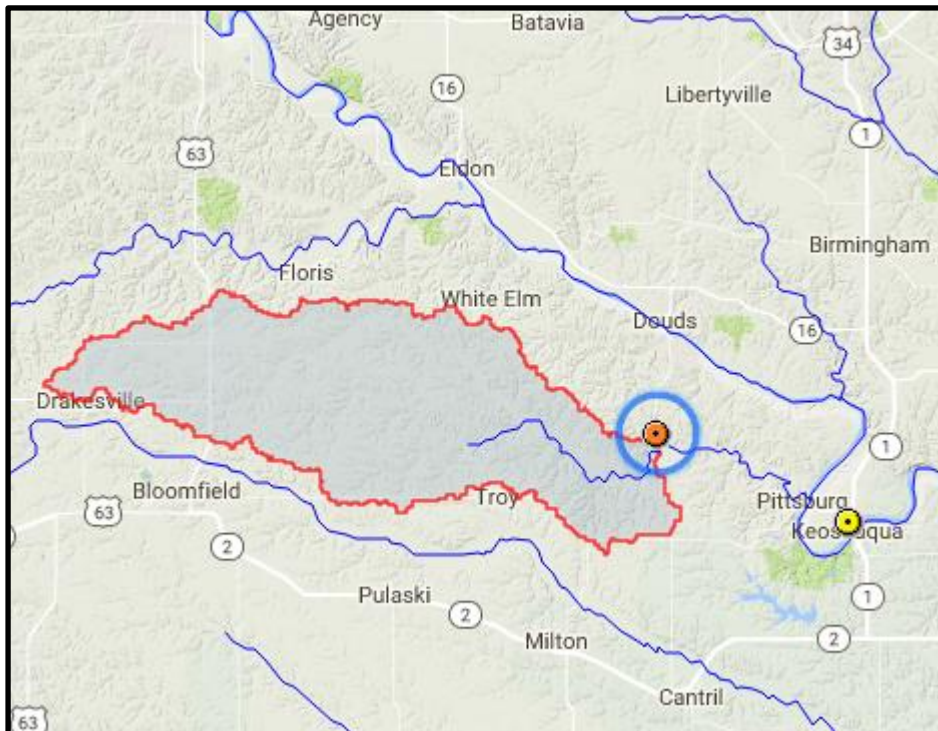 Agency
Batavia
34
16
Libertyville
1
63
Eldon
Birmingham
Floris
White Elm
Douds
16
Drakesville
1
Bloomfield
Troy
Pittsburg
63
Keosauqua
2
Pulaski
2
1
Milton
2
Cantril
63